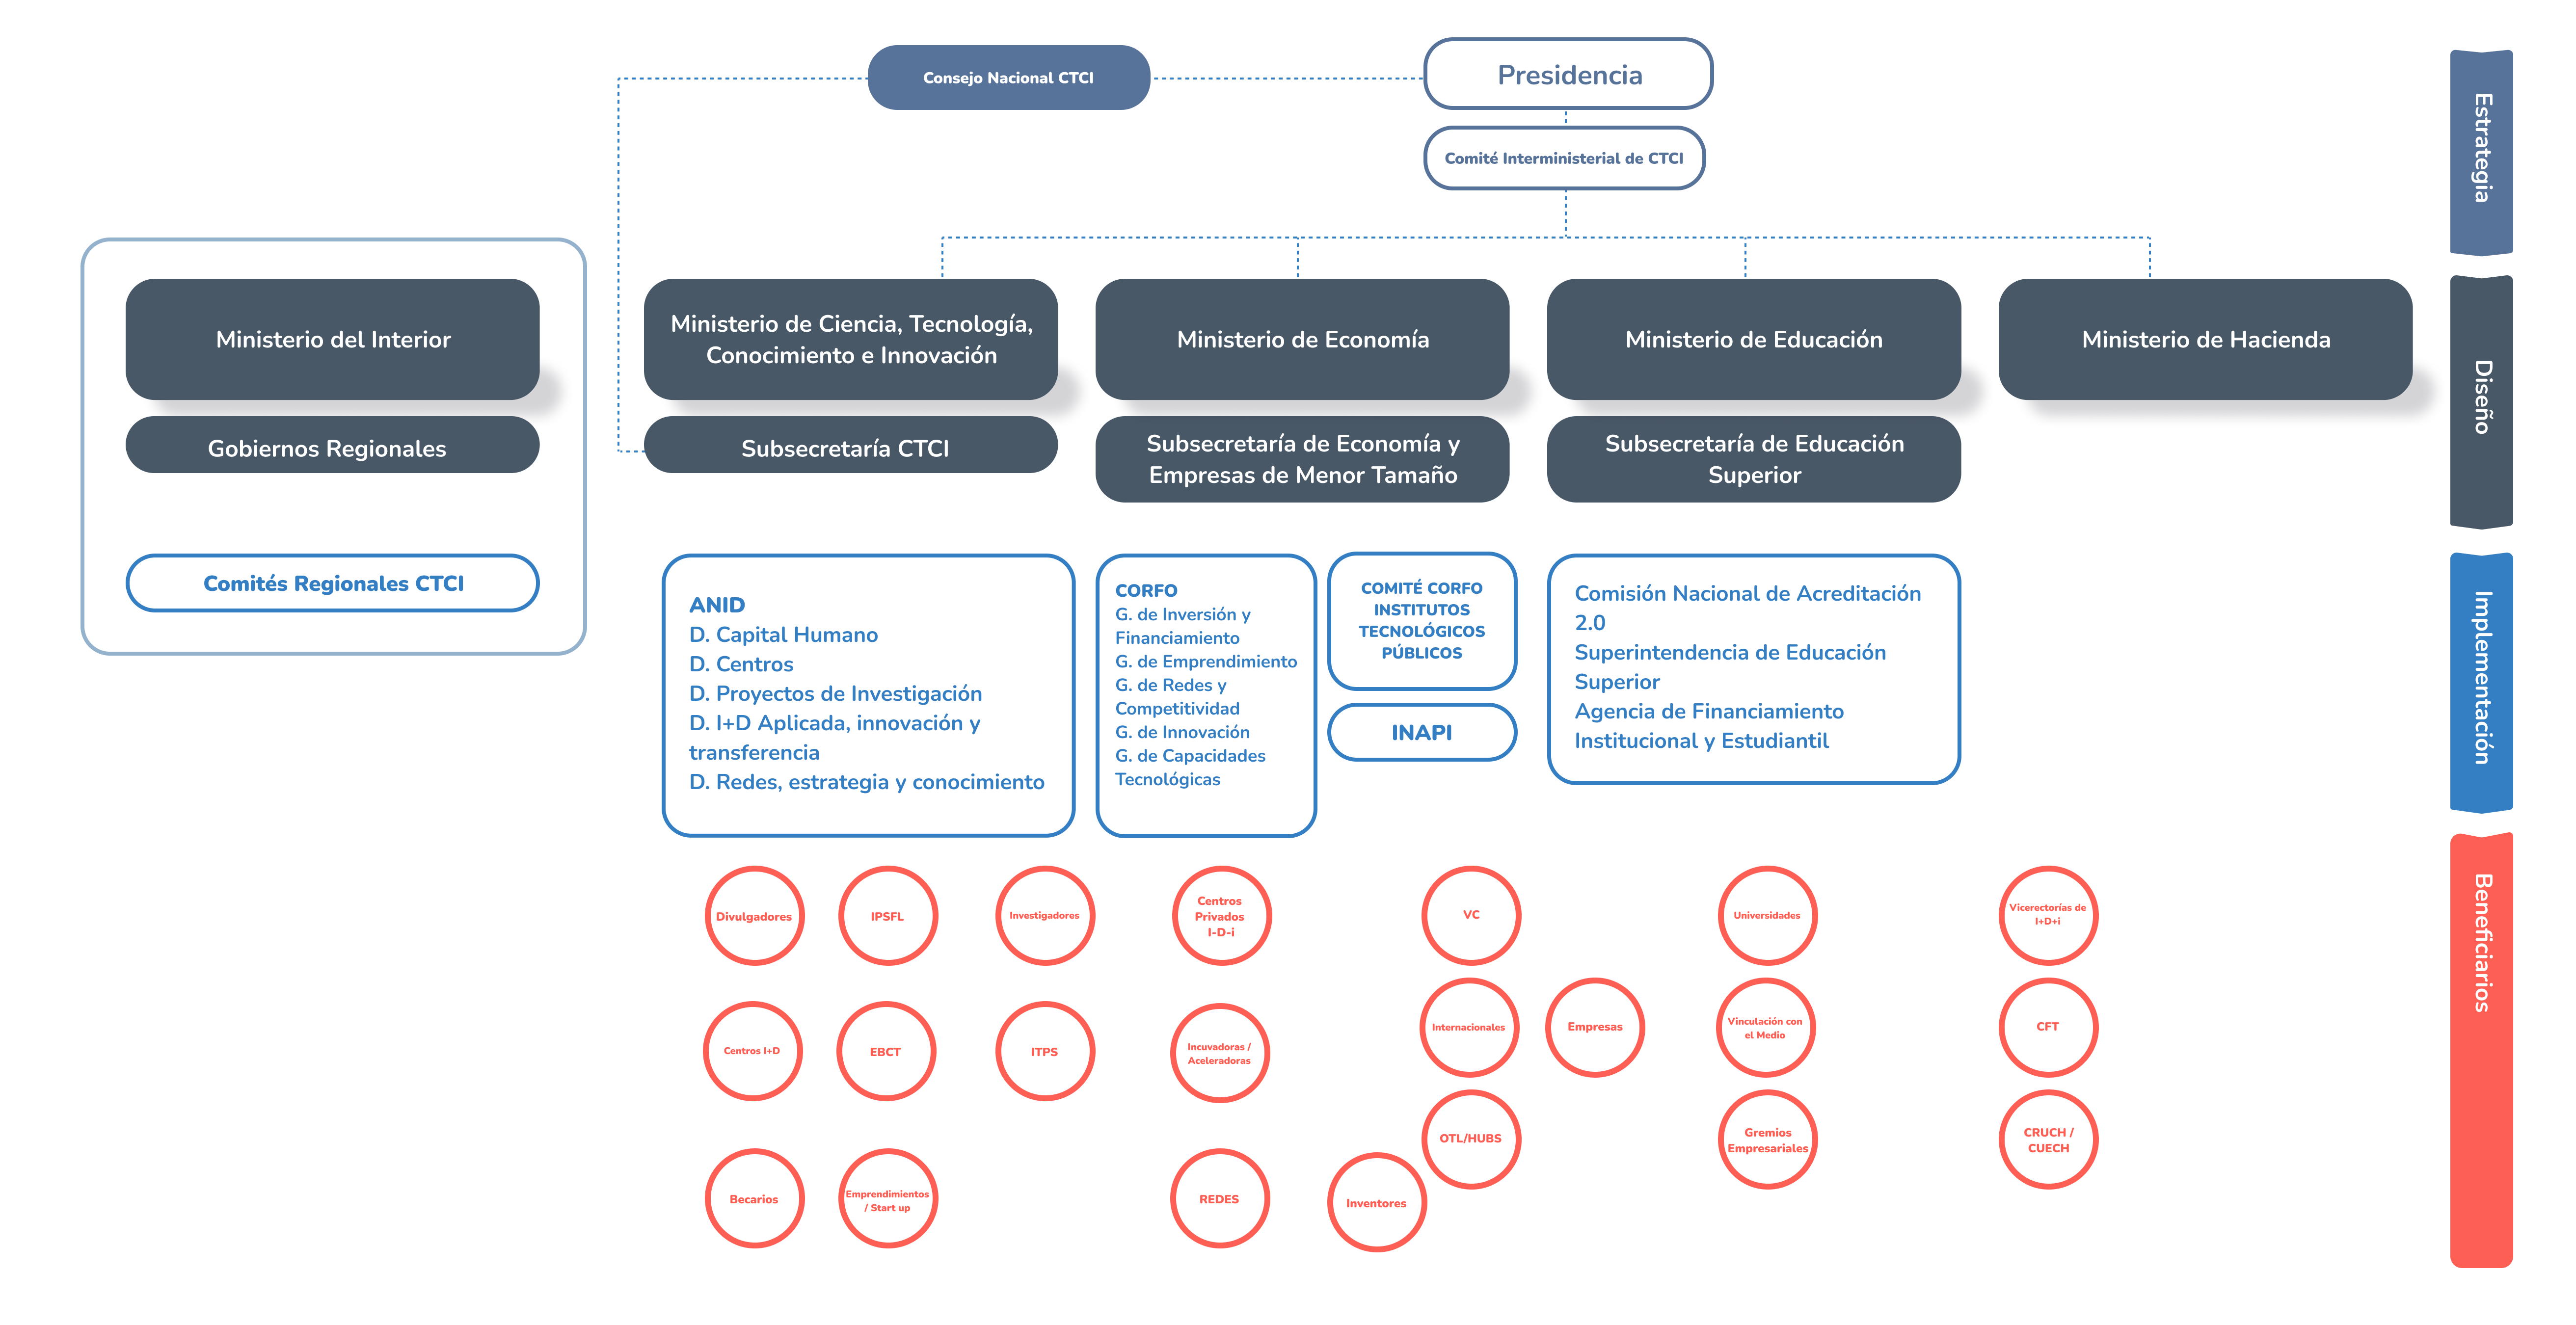 Consejo Nacional CTCI
Presidencia
Comité Interministerial de CTCI
Estrategia
Ministerio del Interior
Gobiernos Regionales
Comités Regionales CTCI
Ministerio de Ciencia, Tecnología,
Conocimiento e Innovación
Subsecretaría CTCI
Ministerio de Economía
Subsecretaría de Economía y
Empresas de Menor Tamaño
Ministerio de Educación
Subsecretaría de Educación
Superior
Ministerio de Hacienda
Diseño
ANID
D. Capital Humano
D. Centros
D. Proyectos de Investigación
D. I+D Aplicada, innovación y
transferencia
D. Redes, estrategia y conocimiento
CORFO
G. de Inversión y
Financiamiento
G. de Emprendimiento
G. de Redes y
Competitividad
G. de Innovación
G. de Capacidades
Tecnológicas
COMITÉ CORFO
INSTITUTOS
TECNOLÓGICOS
PÚBLICOS
INAPI
Comisión Nacional de Acreditación
2.0
Superintendencia de Educación
Superior
Agencia de Financiamiento
Institucional y Estudiantil
Implementación
Divulgadores
IPSFL
Investigadores
Centros
Privados
I-D-i
VC
Universidades
Vicerectorías de
I+D+i
Centros I+D
EBCT
ITPS
Incuvadoras /
Aceleradoras
Internacionales
Empresas
Vinculación con
el Medio
CFT
Becarios
Emprendimientos
/ Start up
REDES
Inventores
OTL/HUBS
Gremios
Empresariales
CRUCH /
CUECH
Beneficiarios